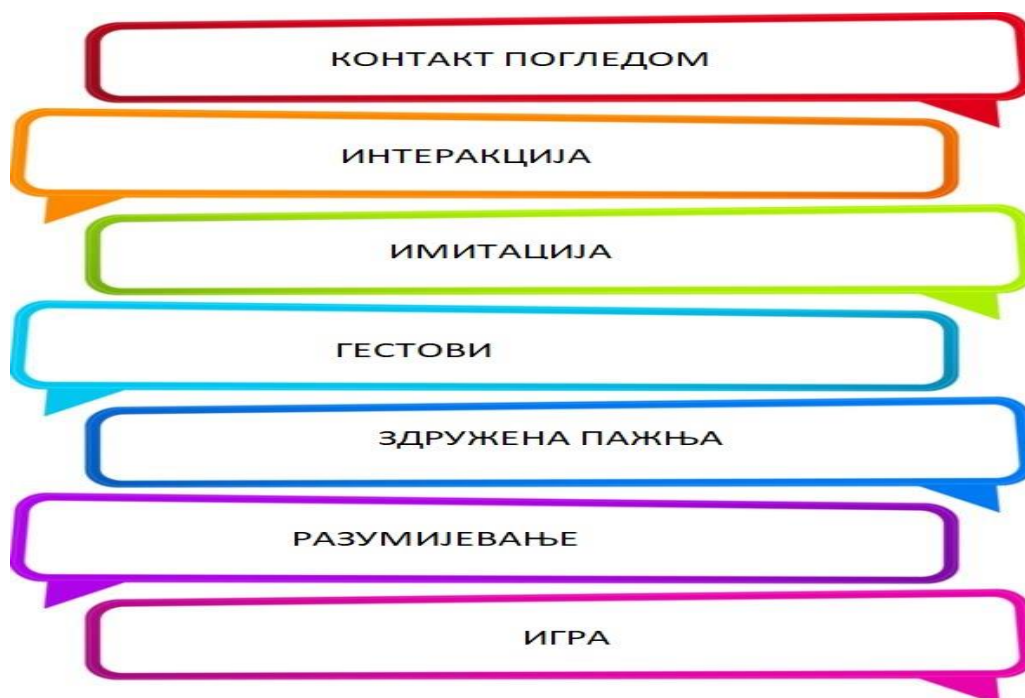 КОНТАКТ ПОГЛЕДОМ
ИНТЕРАКЦИЈА
ИМИТАЦИЈА
ГЕСТОВИ
ЗДРУЖЕНА ПАЖЊА
РАЗУМИЈЕВАЊЕ
ИГРА